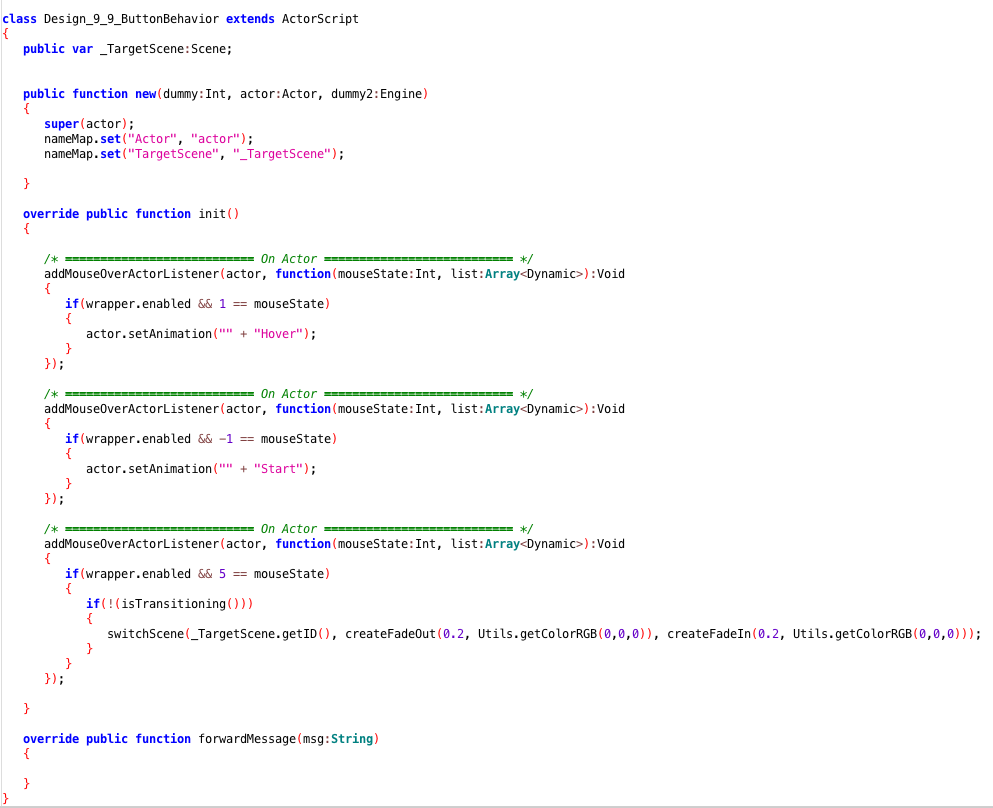 class Design_9_9_ButtonBehavior extends ActorScript
{
   public var _TargetScene:Scene;
   public function new(dummy:Int, actor:Actor, dummy2:Engine)
   {
      super(actor);
      nameMap.set("Actor", "actor");
      nameMap.set("TargetScene", "_TargetScene");
   }
   override public function init()
   {
      /* =========================== On Actor =========================== */
      addMouseOverActorListener(actor, function(mouseState:Int, list:Array<Dynamic>):Void
      {
         if(wrapper.enabled && 1 == mouseState)
         {
            actor.setAnimation("" + "Hover");
         }
      });
      /* =========================== On Actor =========================== */
      addMouseOverActorListener(actor, function(mouseState:Int, list:Array<Dynamic>):Void
      {
         if(wrapper.enabled && -1 == mouseState)
         {
            actor.setAnimation("" + "Start");
         }
      });
      /* =========================== On Actor =========================== */
      addMouseOverActorListener(actor, function(mouseState:Int, list:Array<Dynamic>):Void
      {
         if(wrapper.enabled && 5 == mouseState)
         {
            if(!(isTransitioning()))
            {
               switchScene(_TargetScene.getID(), createFadeOut(0.2, Utils.getColorRGB(0,0,0)), createFadeIn(0.2, Utils.getColorRGB(0,0,0)));
            }
         }
      });
   }
   override public function forwardMessage(msg:String)
   {
   }
}